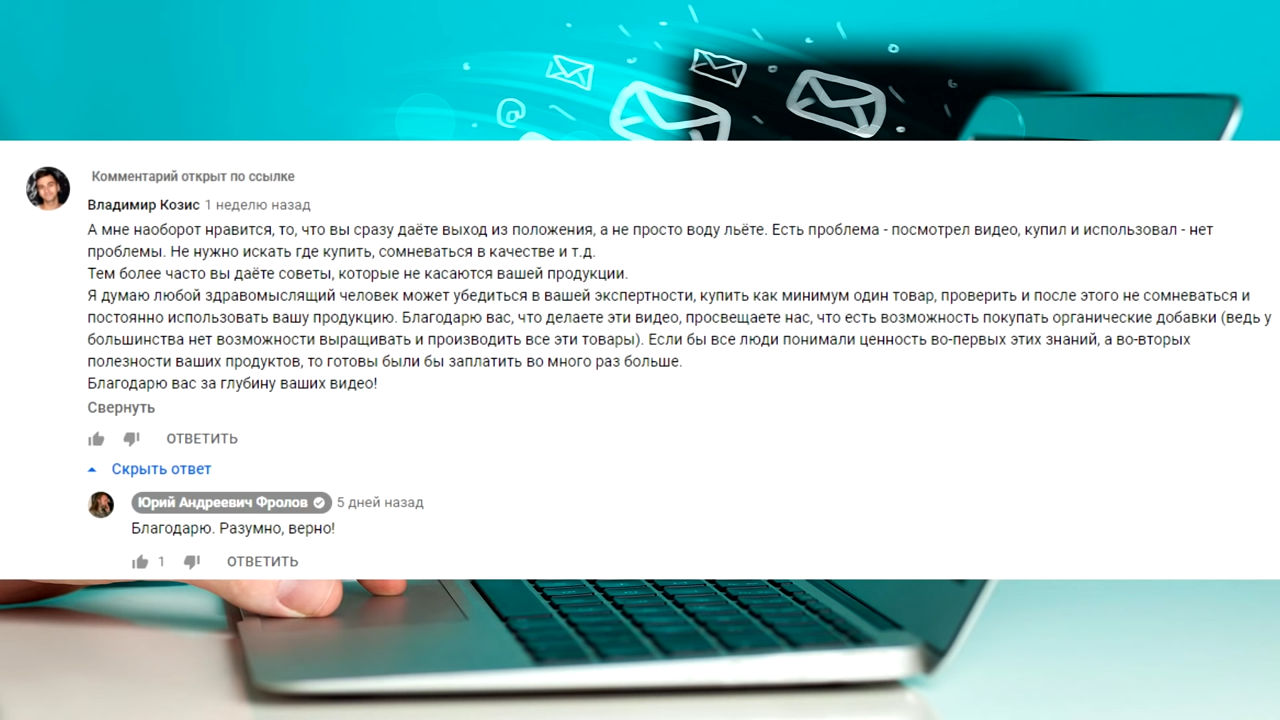 @
Комментарий открыт по ссылке
Владимир Козис 1 неделю назад
А мне наоборот нравится, то, что вы сразу даёте выход из положения, а не просто воду льёте. Есть проблема - посмотрел видео, купил и использовал - нет
проблемы. Не нужно искать где купить, сомневаться в качестве и т.д.
Тем более часто вы даёте советы, которые не касаются вашей продукции.
Я думаю любой здравомыслящий человек может убедиться в вашей экспертности, купить как минимум один товар, проверить и после этого не сомневаться и
постоянно использовать вашу продукцию. Благодарю вас, что делаете эти видео, просвещаете нас, что есть возможность покупать органические добавки (ведь у
большинства нет возможности выращивать и производить все эти товары). Если бы все люди понимали ценность во-первых этих знаний, а во-вторых
полезности ваших продуктов, то готовы были бы заплатить во много раз больше.
Благодарю вас за глубину ваших видео!
Свернуть
ОТВЕТИТЬ
Скрыть ответ
Юрий Андреевич Фролов 5 дней назад
Благодарю. Разумно, верно!
1 ОТВЕТИТЬ